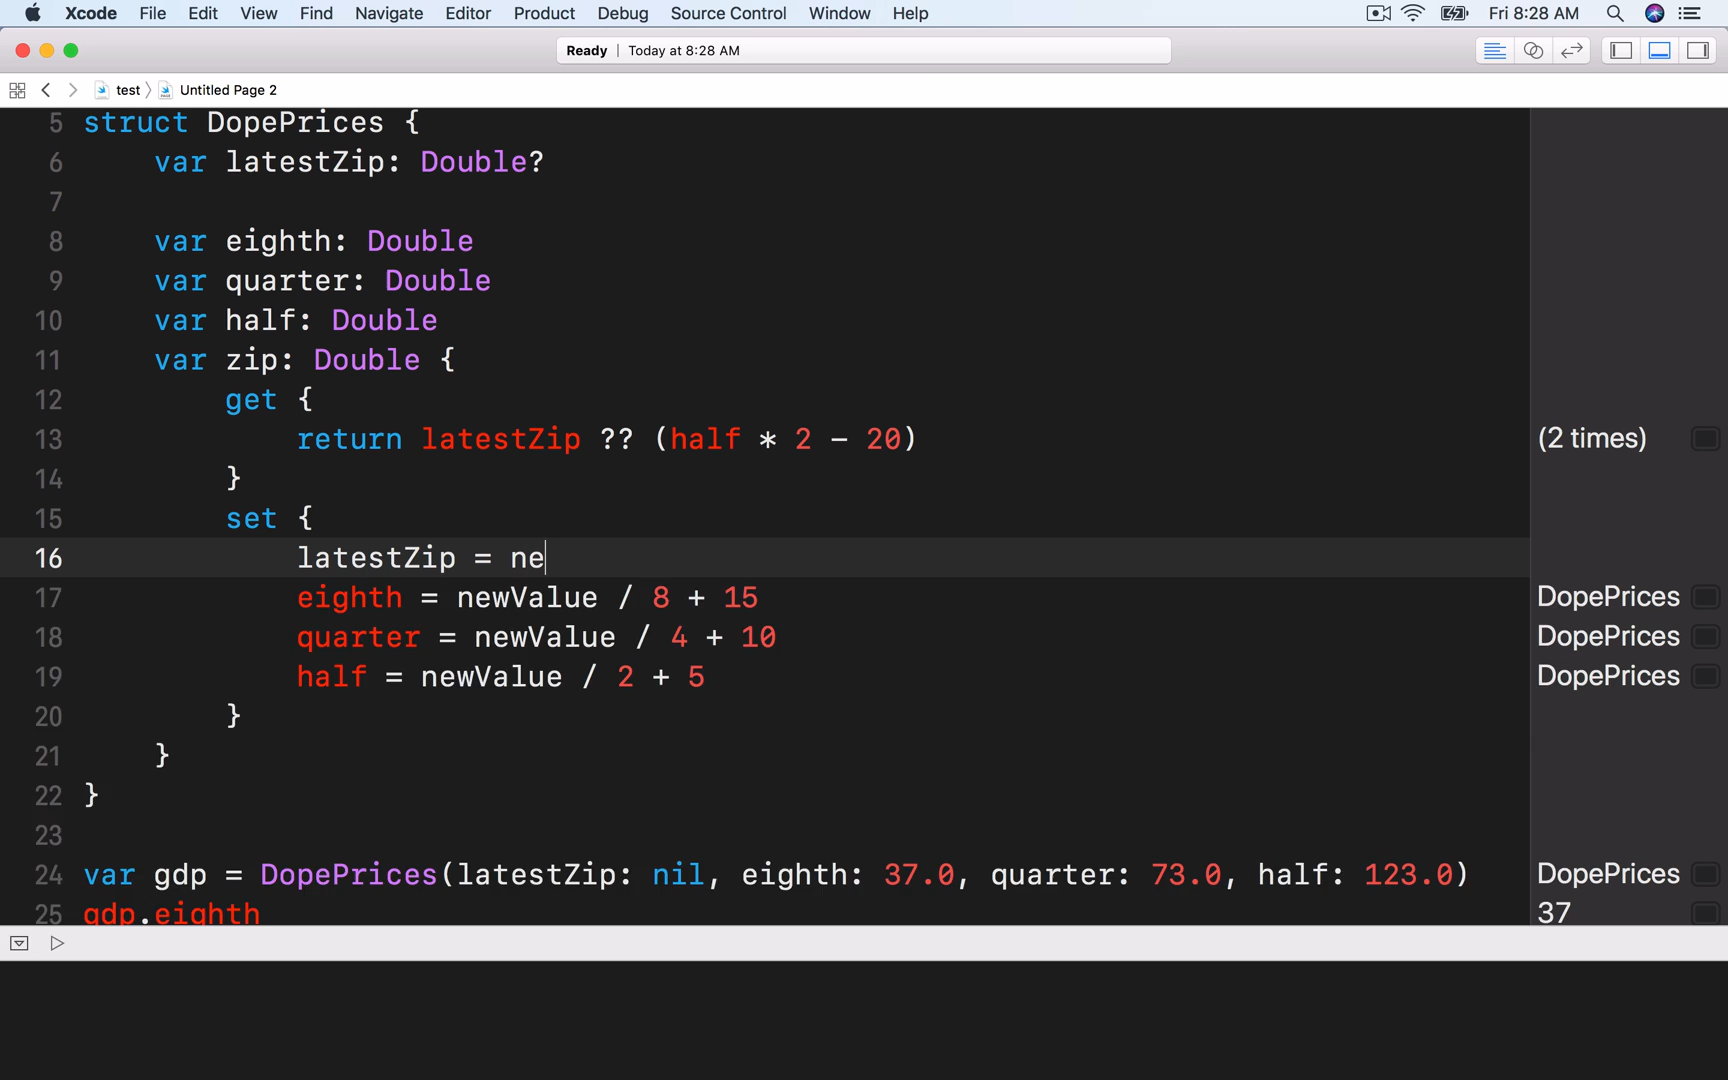 Xcode File Edit View Find Navigate Editor Product Debug Source Control Window Help Fri 8:28 AM
Ready | Today at 8:28 AM
test Untitled Page 2
5 struct DopePrices {
6 var latestZip: Double?
7
8 var eighth: Double
9 var quarter: Double
10 var half: Double
11 var zip: Double {
12 get {
13 return latestZip ?? (half * 2 - 20) (2 times)
14 }
15 set {
16 latestZip = ne
17 eighth = newValue / 8 + 15 DopePrices
18 quarter = newValue / 4 + 10 DopePrices
19 half = newValue / 2 + 5 DopePrices
20 }
21 }
22 }
23
24 var gdp = DopePrices(latestZip: nil, eighth: 37.0, quarter: 73.0, half: 123.0) DopePrices
25 gdp.eighth 37